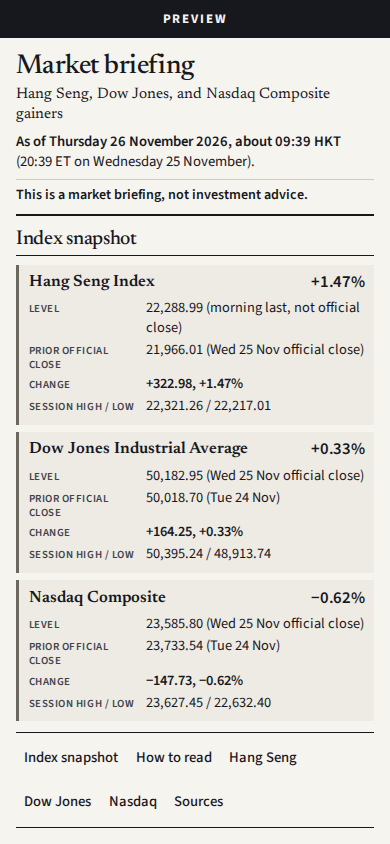 PREVIEW
Market briefing
Hang Seng, Dow Jones, and Nasdaq Composite
gainers
As of Thursday 26 November 2026, about 09:39 HKT
(20:39 ET on Wednesday 25 November).
This is a market briefing, not investment advice.
Index snapshot
Hang Seng Index +1.47%
LEVEL 22,288.99 (morning last, not official
close)
PRIOR OFFICIAL
CLOSE 21,966.01 (Wed 25 Nov official close)
CHANGE +322.98, +1.47%
SESSION HIGH / LOW 22,321.26 / 22,217.01
Dow Jones Industrial Average +0.33%
LEVEL 50,182.95 (Wed 25 Nov official close)
PRIOR OFFICIAL
CLOSE 50,018.70 (Tue 24 Nov)
CHANGE +164.25, +0.33%
SESSION HIGH / LOW 50,395.24 / 48,913.74
Nasdaq Composite −0.62%
LEVEL 23,585.80 (Wed 25 Nov official close)
PRIOR OFFICIAL
CLOSE 23,733.54 (Tue 24 Nov)
CHANGE −147.73, −0.62%
SESSION HIGH / LOW 23,627.45 / 22,632.40
Index snapshot How to read Hang Seng
Dow Jones Nasdaq Sources